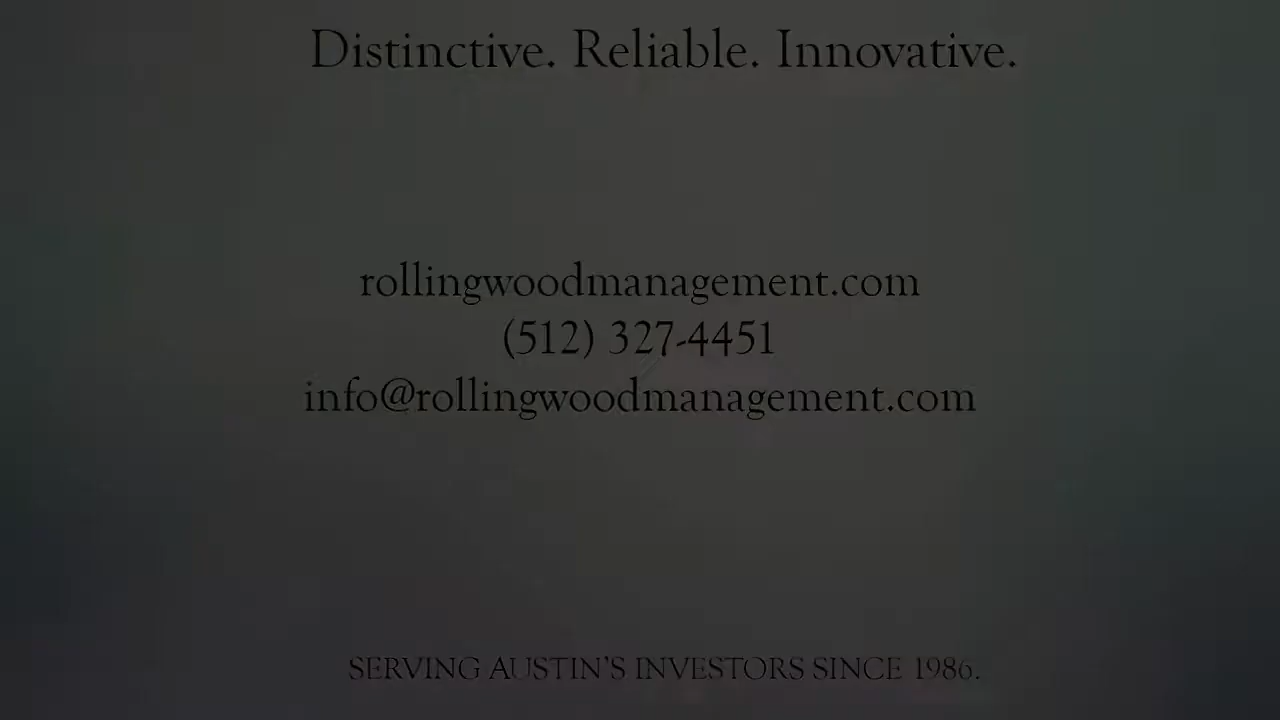 Distinctive. Reliable. Innovative.
rollingwoodmanagement.com
(512) 327-4451
info@rollingwoodmanagement.com
SERVING AUSTIN'S INVESTORS SINCE 1986.